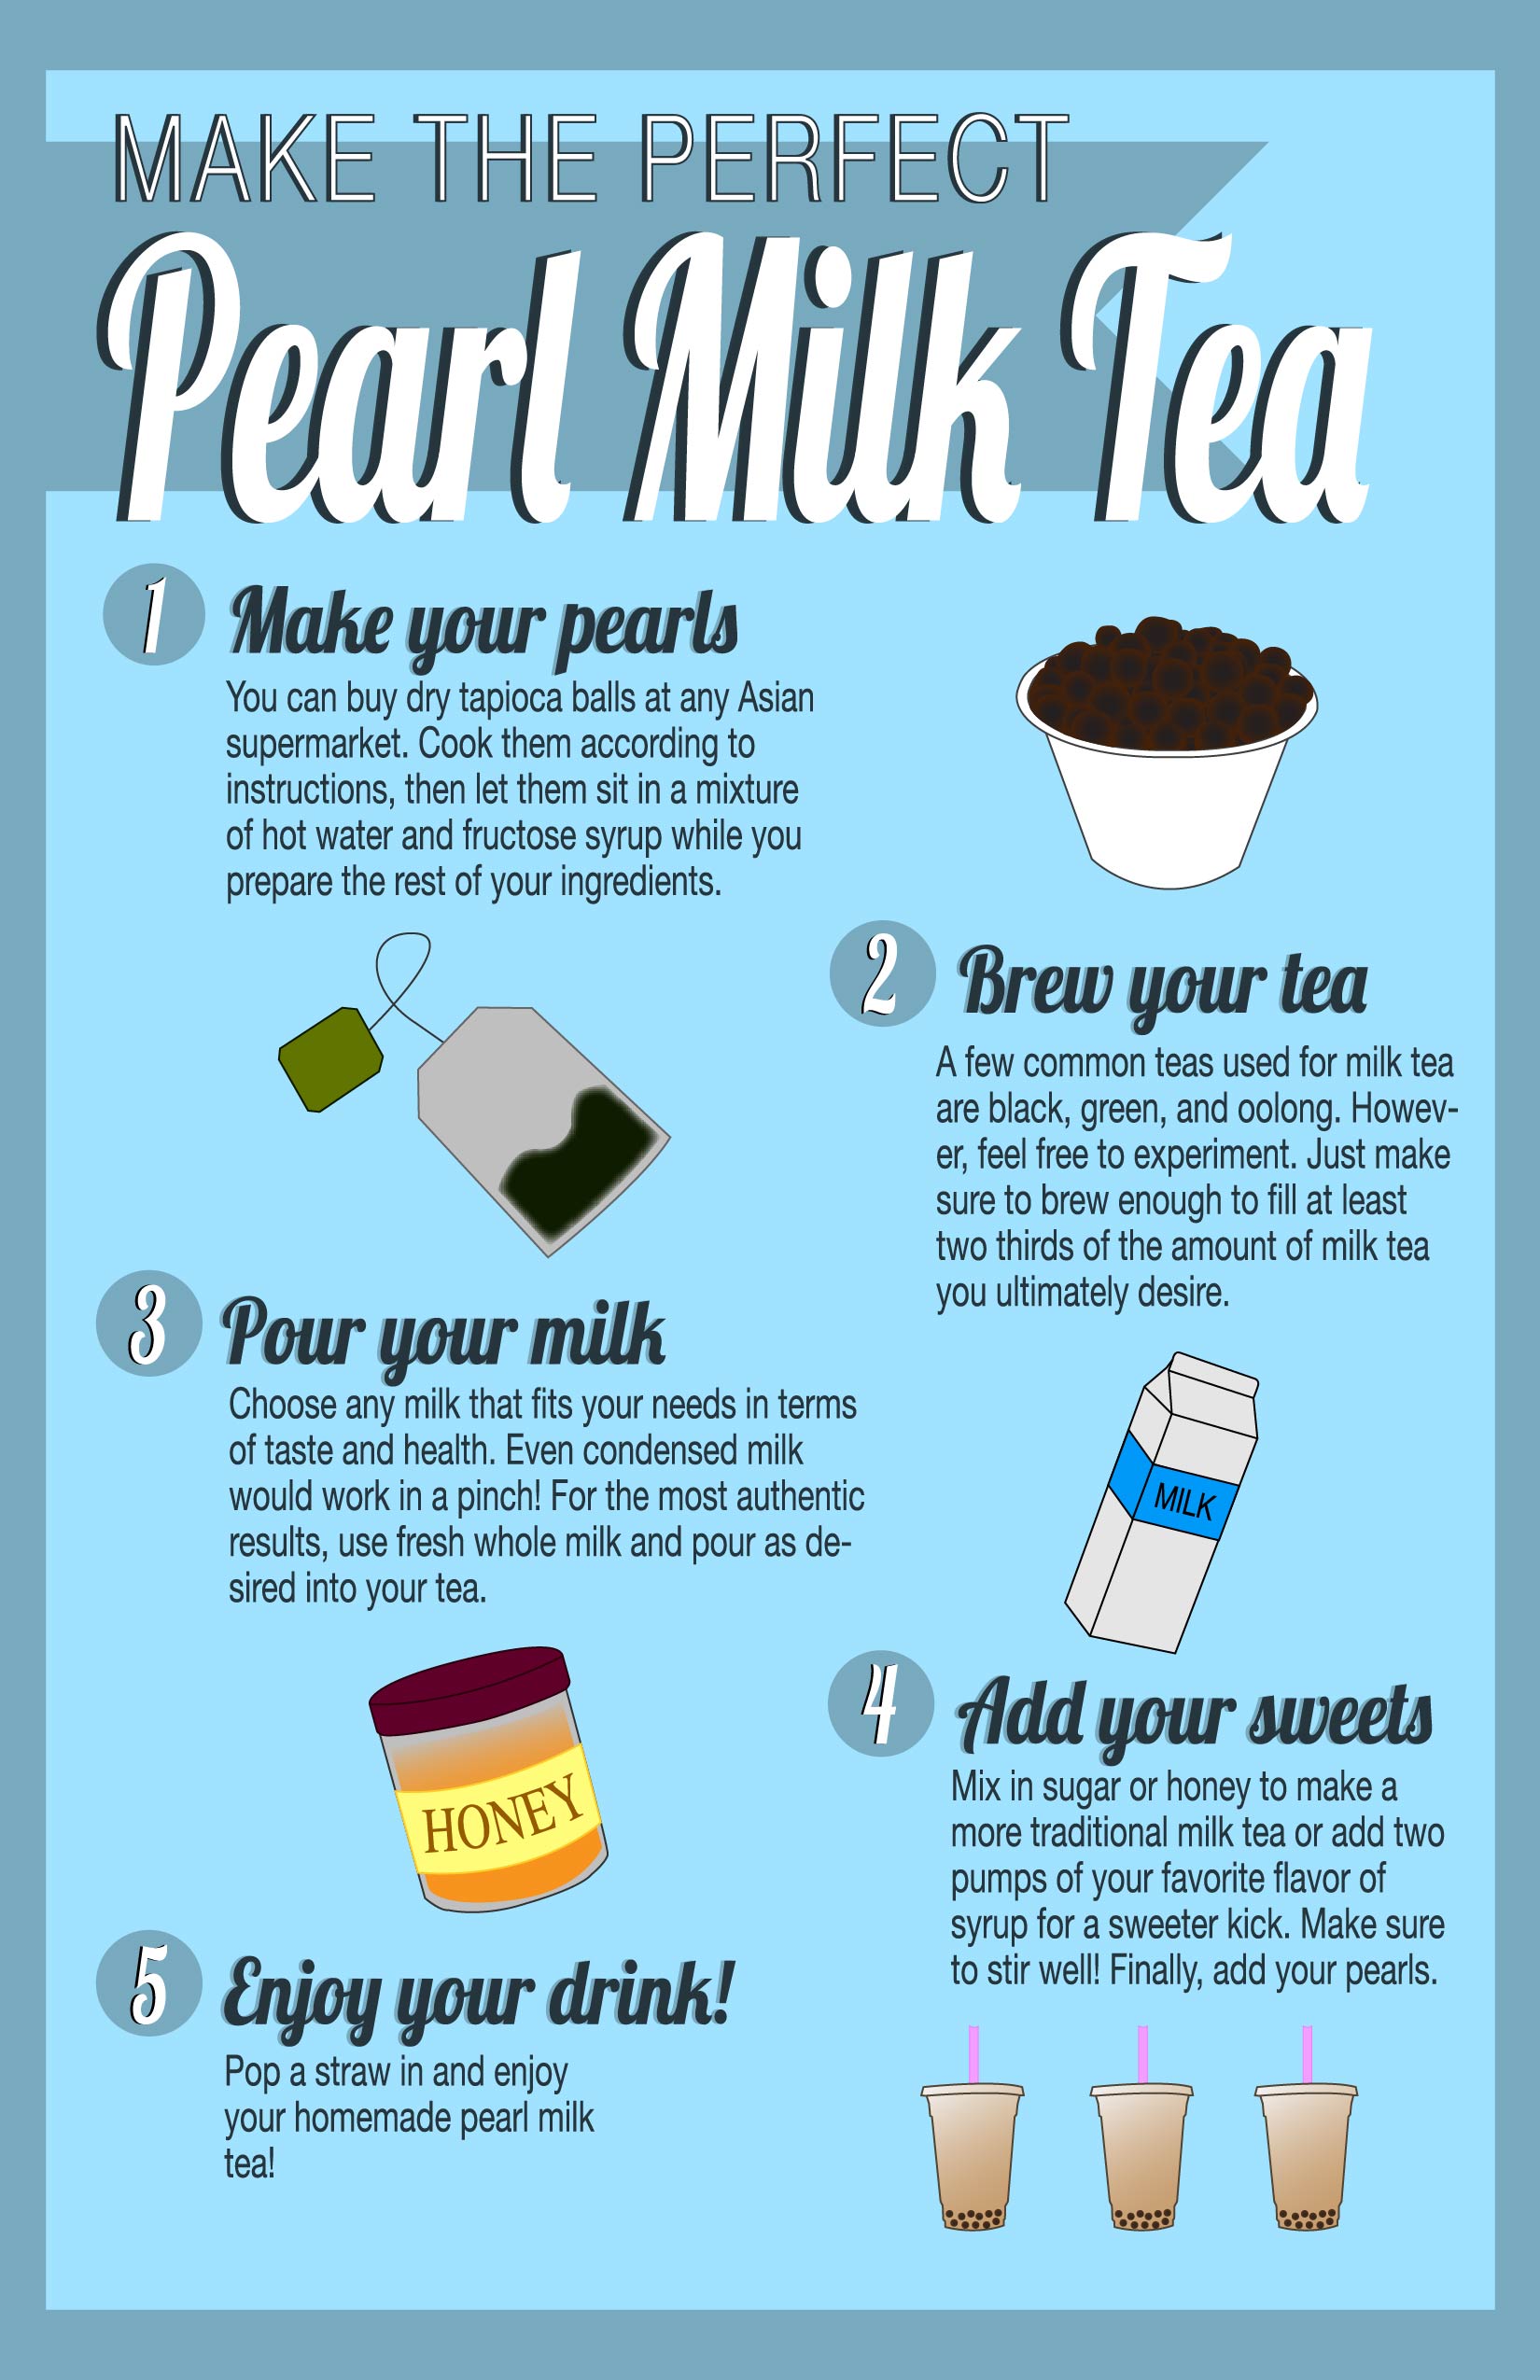 MAKE THE PERFECT
Pearl Milk Tea
1
Make your pearls
You can buy dry tapioca balls at any Asian
supermarket. Cook them according to
instructions, then let them sit in a mixture
of hot water and fructose syrup while you
prepare the rest of your ingredients.
2
Brew your tea
A few common teas used for milk tea
are black, green, and oolong. Howev-
er, feel free to experiment. Just make
sure to brew enough to fill at least
two thirds of the amount of milk tea
you ultimately desire.
3
Pour your milk
Choose any milk that fits your needs in terms
of taste and health. Even condensed milk
would work in a pinch! For the most authentic
results, use fresh whole milk and pour as de-
sired into your tea.
MILK
4
Add your sweets
Mix in sugar or honey to make a
more traditional milk tea or add two
pumps of your favorite flavor of
syrup for a sweeter kick. Make sure
to stir well! Finally, add your pearls.
HONEY
5
Enjoy your drink!
Pop a straw in and enjoy
your homemade pearl milk
tea!